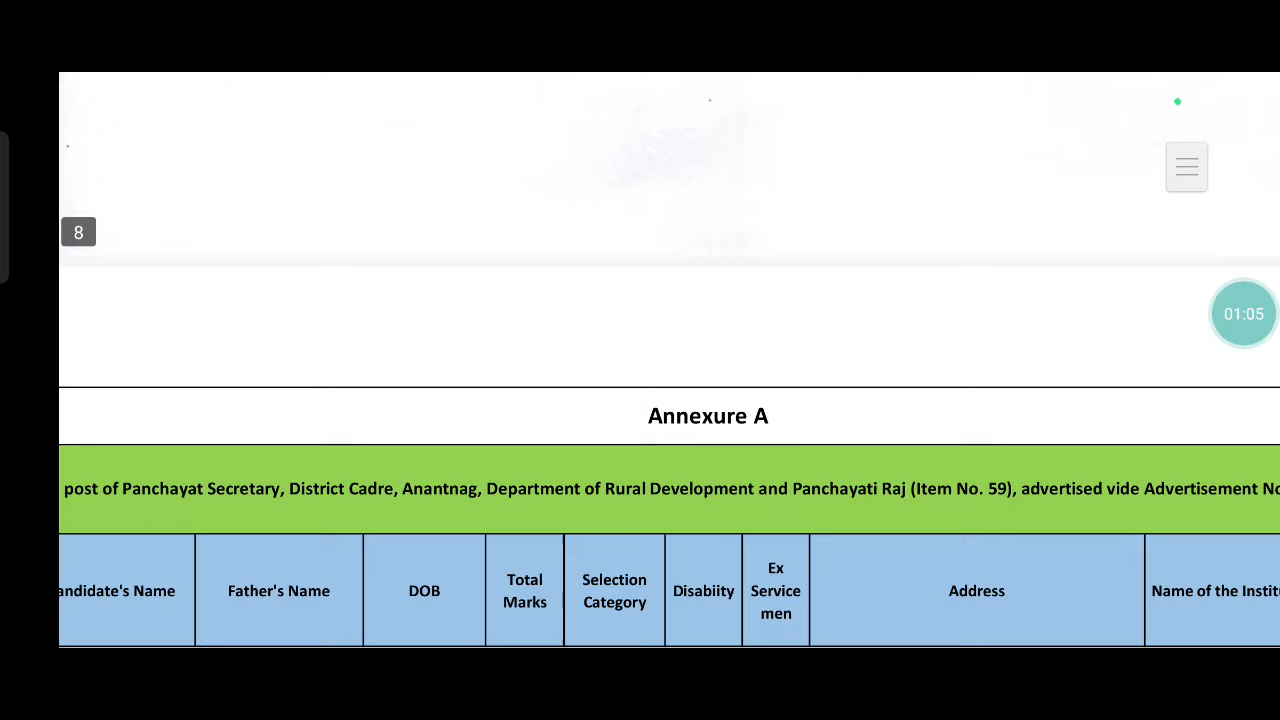 8
01:05
Annexure A
post of Panchayat Secretary, District Cadre, Anantnag, Department of Rural Development and Panchayati Raj (Item No. 59), advertised vide Advertisement No
andidate's Name
Father's Name
DOB
Total
Marks
Selection
Category
Disabiity
Ex
Service
men
Address
Name of the Institu